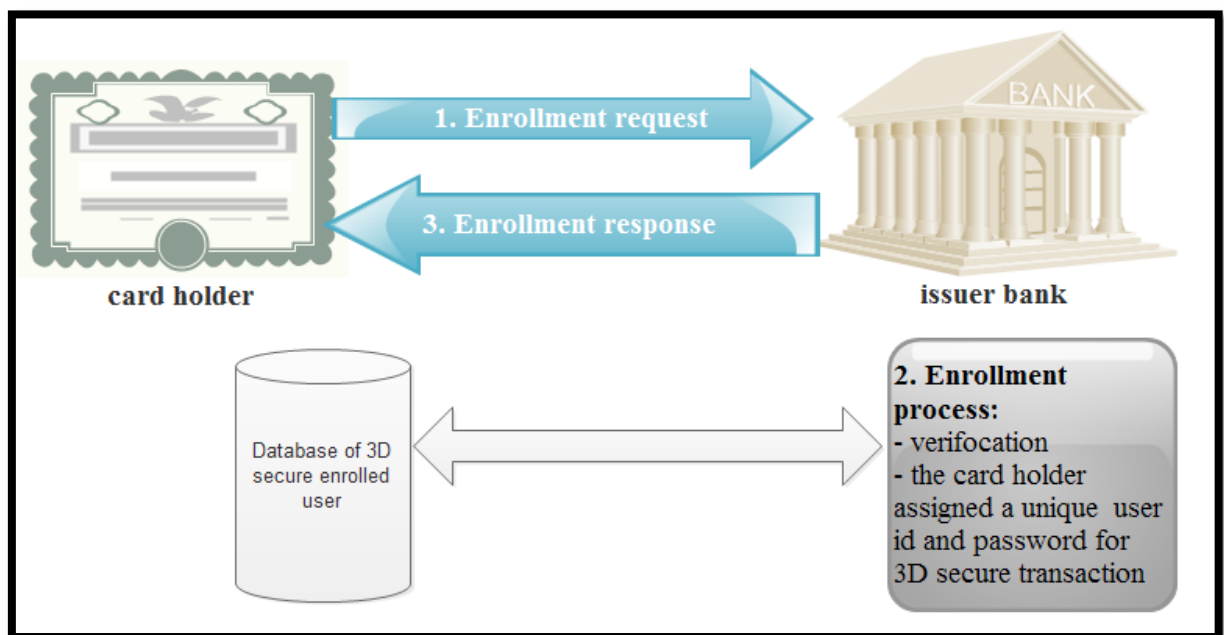 1. Enrollment request
BANK
3. Enrollment response
card holder
issuer bank
Database of 3D
secure enrolled
user
2. Enrollment
process:
- verifocation
- the card holder
assigned a unique user
id and password for
3D secure transaction